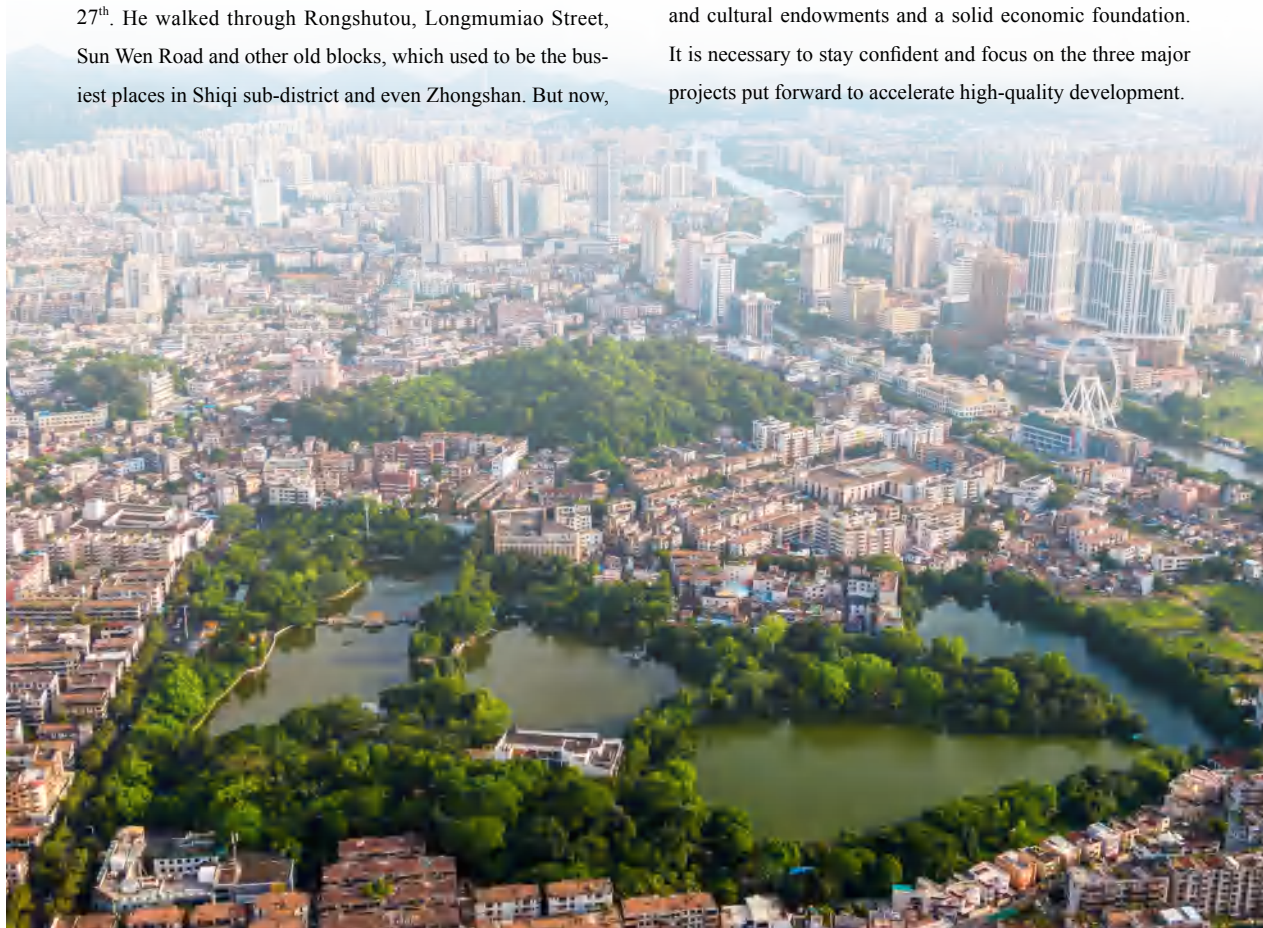 27th. He walked through Rongshutou, Longmumiao Street,
Sun Wen Road and other old blocks, which used to be the bus-
iest places in Shiqi sub-district and even Zhongshan. But now,
and cultural endowments and a solid economic foundation.
It is necessary to stay confident and focus on the three major
projects put forward to accelerate high-quality development.